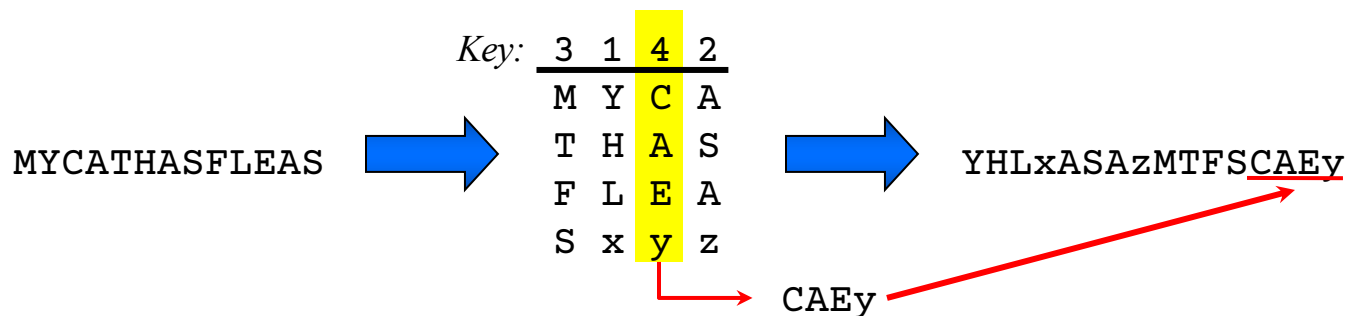 Key: 3 1 4 2
M Y C A
MYCATHASFLEAS
T H A S
YHLxASAzMTFSCAEy
F L E A
S x y z
CAEy